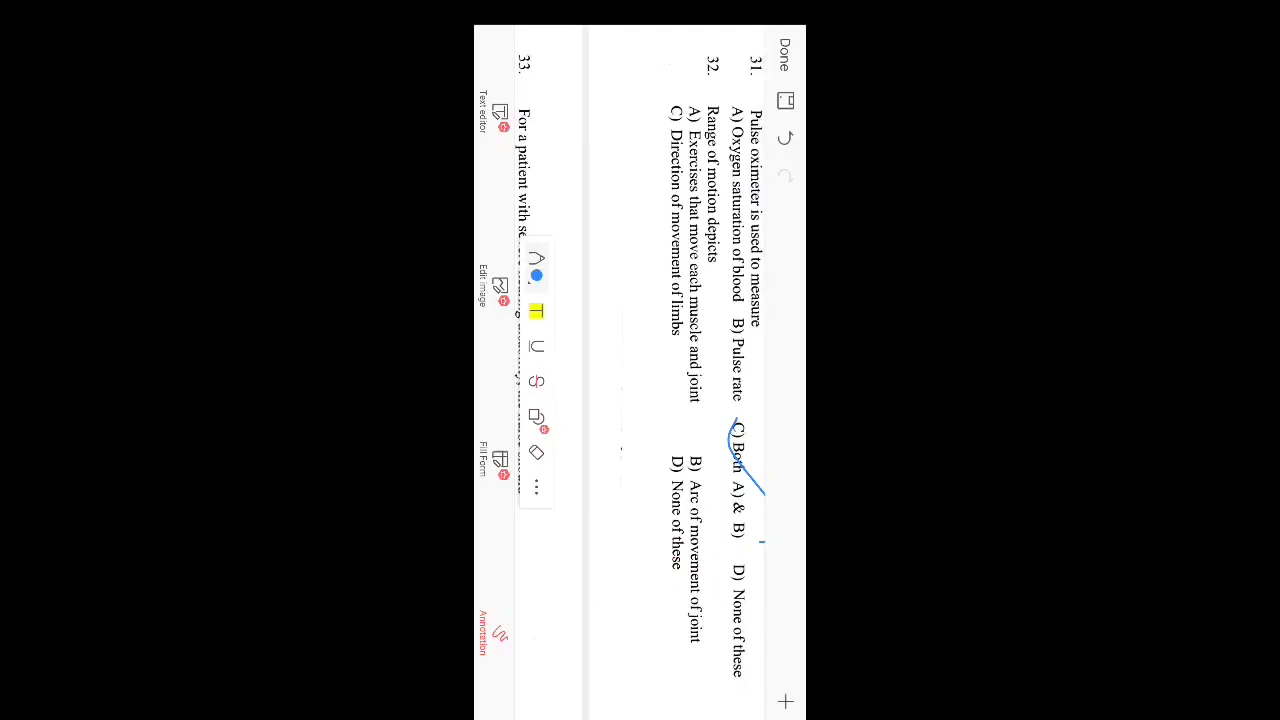 Done
31. Pulse oximeter is used to measure
A) Oxygen saturation of blood B) Pulse rate C) Both A) & B) D) None of these
32. Range of motion depicts
A) Exercises that move each muscle and joint B) Arc of movement of joint
C) Direction of movement of limbs D) None of these
33. For a patient with
Text editor Edit image Fill Form Annotation